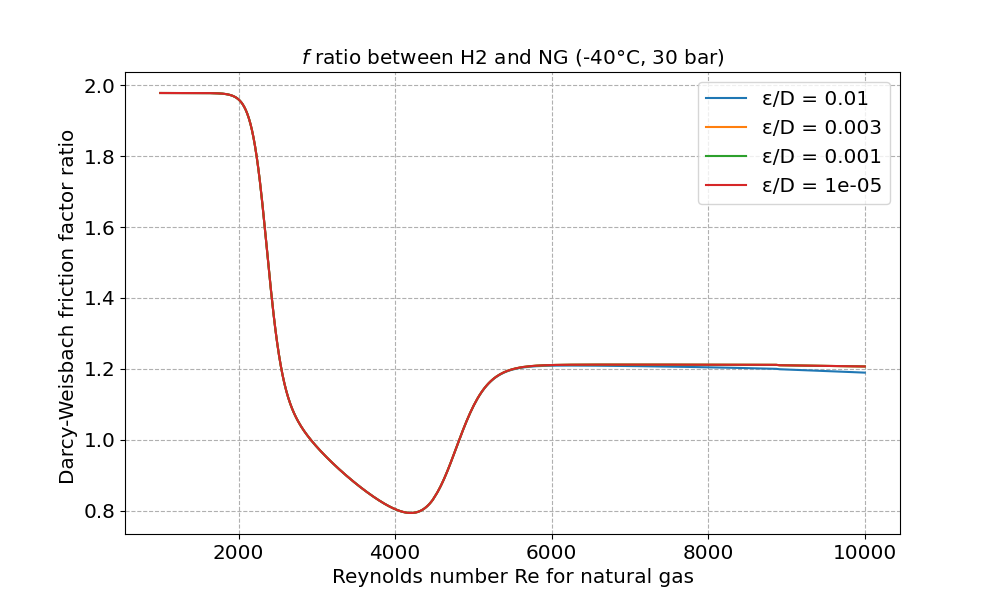 f ratio between H2 and NG (-40°C, 30 bar)
Darcy-Weisbach friction factor ratio
2.0
1.8
1.6
1.4
1.2
1.0
0.8
ε/D = 0.01
ε/D = 0.003
ε/D = 0.001
ε/D = 1e-05
2000 4000 6000 8000 10000
Reynolds number Re for natural gas